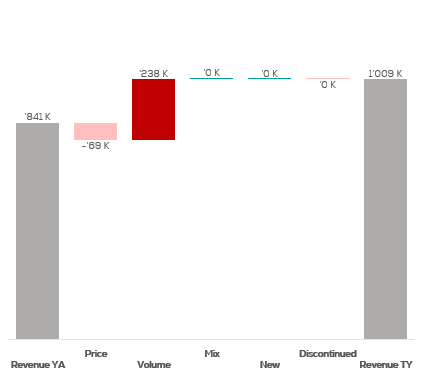 '841 K
-'69 K
'238 K
'0 K
'0 K
'0 K
1'009 K
Revenue YA
Price
Volume
Mix
New
Discontinued
Revenue TY